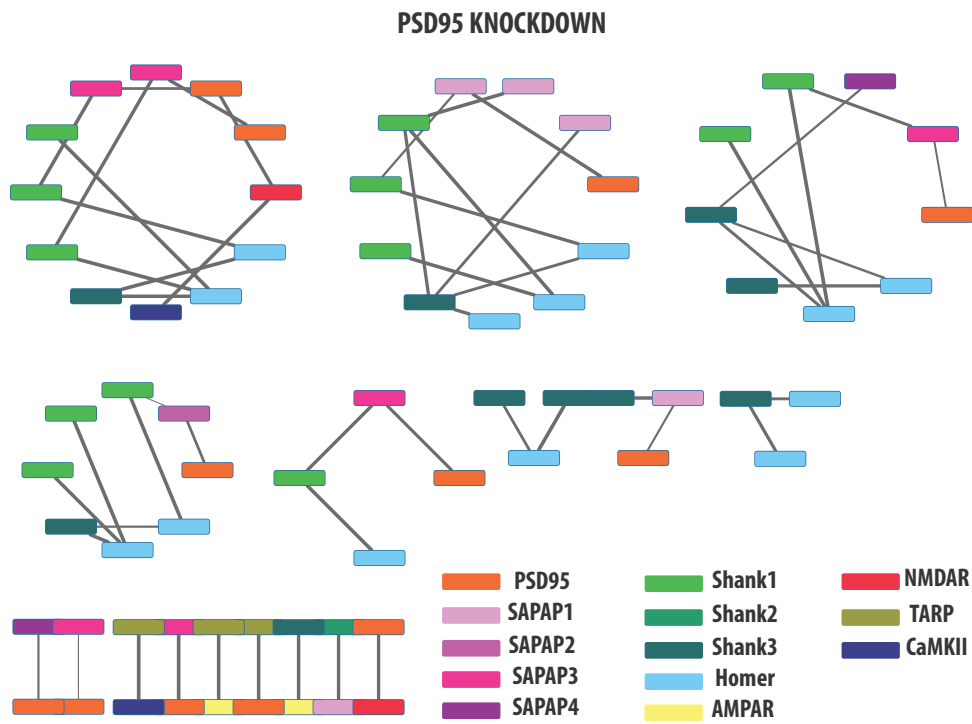 PSD95 KNOCKDOWN
PSD95
SAPAP1
SAPAP2
SAPAP3
SAPAP4
Shank1
Shank2
Shank3
Homer
AMPAR
NMDAR
TARP
CaMKII